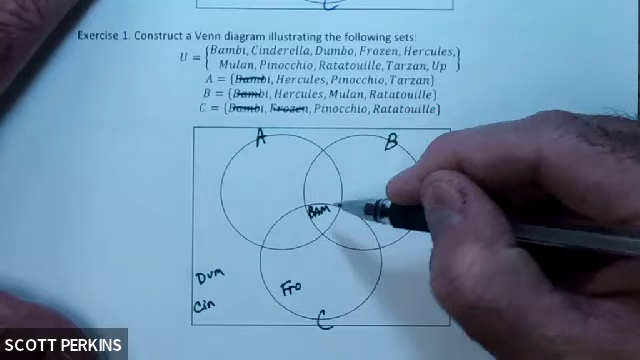 Exercise 1. Construct a Venn diagram illustrating the following sets:
U = {Bambi, Cinderella, Dumbo, Frozen, Hercules,
Mulan, Pinocchio, Ratatouille, Tarzan, Up}
A = {Bambi, Hercules, Pinocchio, Tarzan}
B = {Bambi, Hercules, Mulan, Ratatouille}
C = {Bambi, Frozen, Pinocchio, Ratatouille}
A B
BAM
Dum
Fro
Cin
C
SCOTT PERKINS